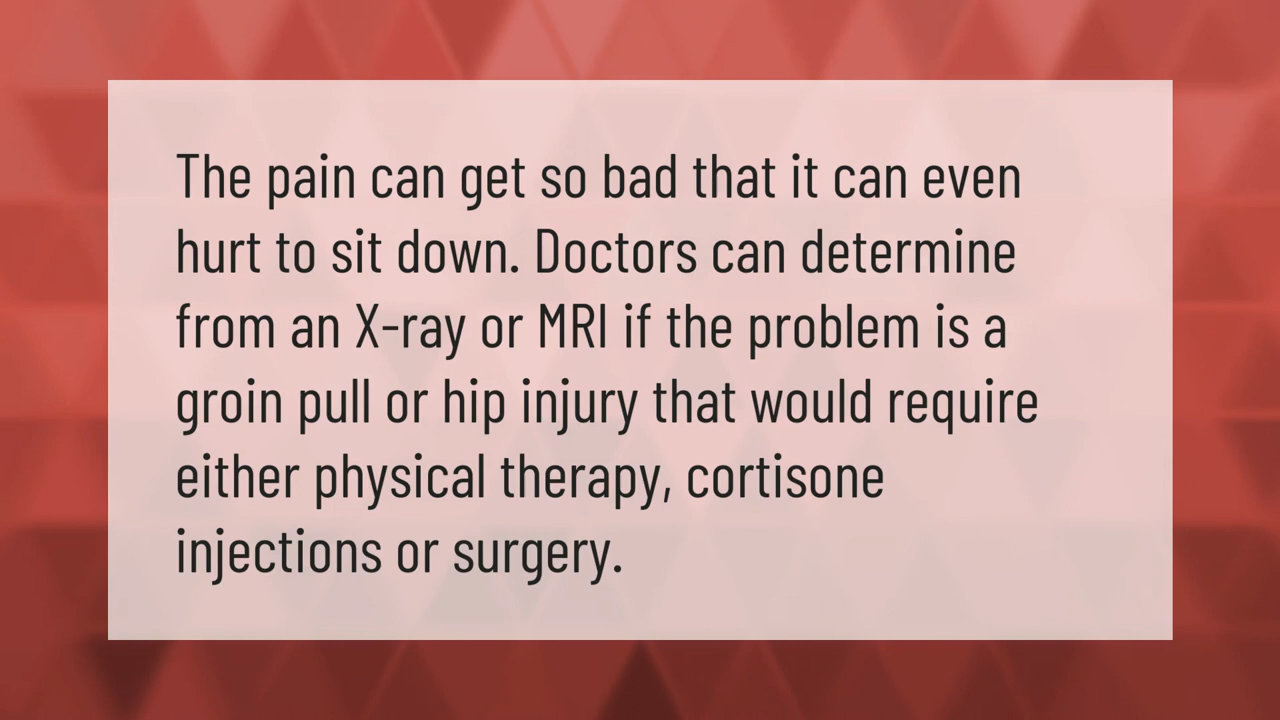 The pain can get so bad that it can even
hurt to sit down. Doctors can determine
from an X-ray or MRI if the problem is a
groin pull or hip injury that would require
either physical therapy, cortisone
injections or surgery.